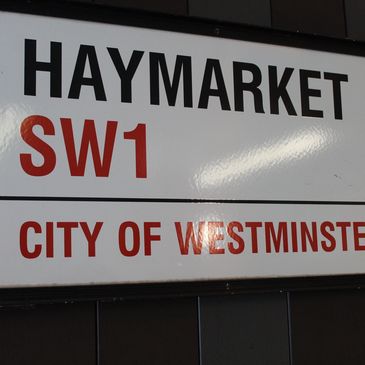 HAYMARKET
SW1
CITY OF WESTMINSTE